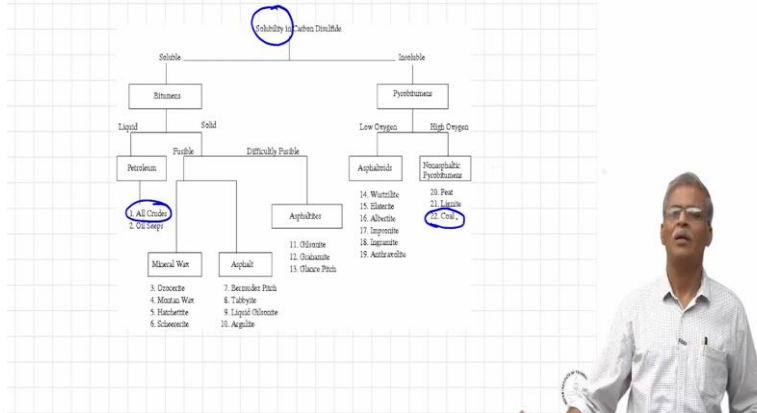 Solubility in Carbon Disulfide
Soluble
Insoluble
Bitumens
Pyrobitumens
Liquid
Solid
Low Oxygen
High Oxygen
Fusible
Difficultly Fusible
Petroleum
Asphaltoids
Nonasphaltic
Pyrobitumens
1. All Crudes
2. Oil Seeps
Asphaltites
14. Wurtzilite
15. Elaterite
16. Albertite
17. Impronite
18. Ingramite
19. Anthraxolite
20. Peat
21. Lignite
22. Coal
11. Gilsonite
12. Grahamite
13. Glance Pitch
Mineral Wax
Asphalt
3. Ozocerite
4. Montan Wax
5. Hatchettite
6. Scheererite
7. Bermudez Pitch
8. Tabbyite
9. Liquid Gilsonite
10. Argulite